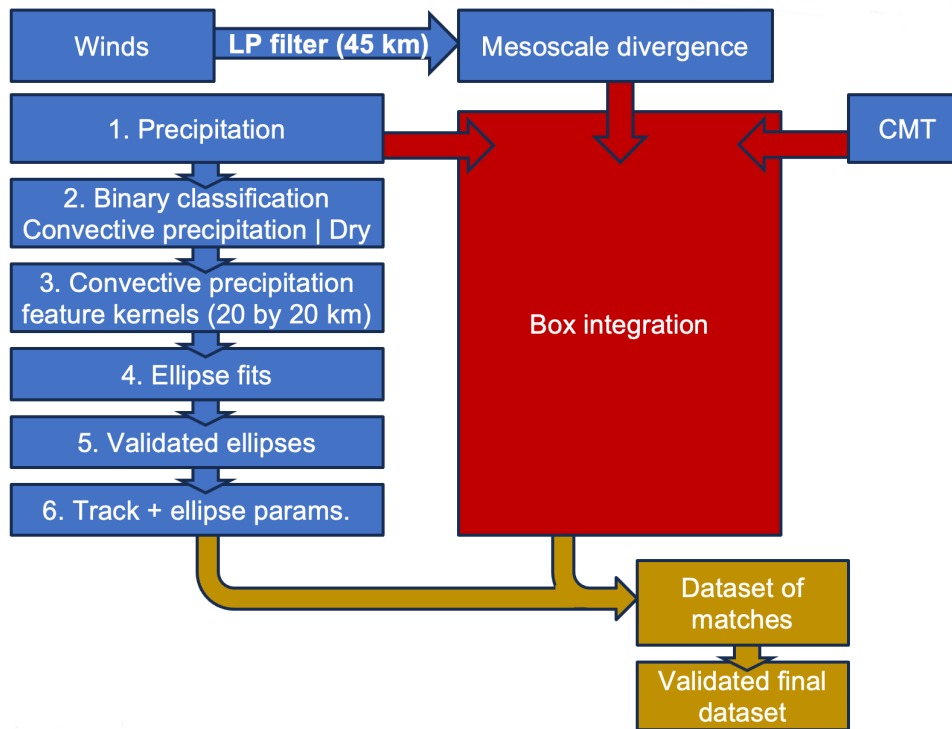 Winds
LP filter (45 km)
Mesoscale divergence
1. Precipitation
CMT
2. Binary classification
Convective precipitation | Dry
3. Convective precipitation
feature kernels (20 by 20 km)
Box integration
4. Ellipse fits
5. Validated ellipses
6. Track + ellipse params.
Dataset of
matches
Validated final
dataset